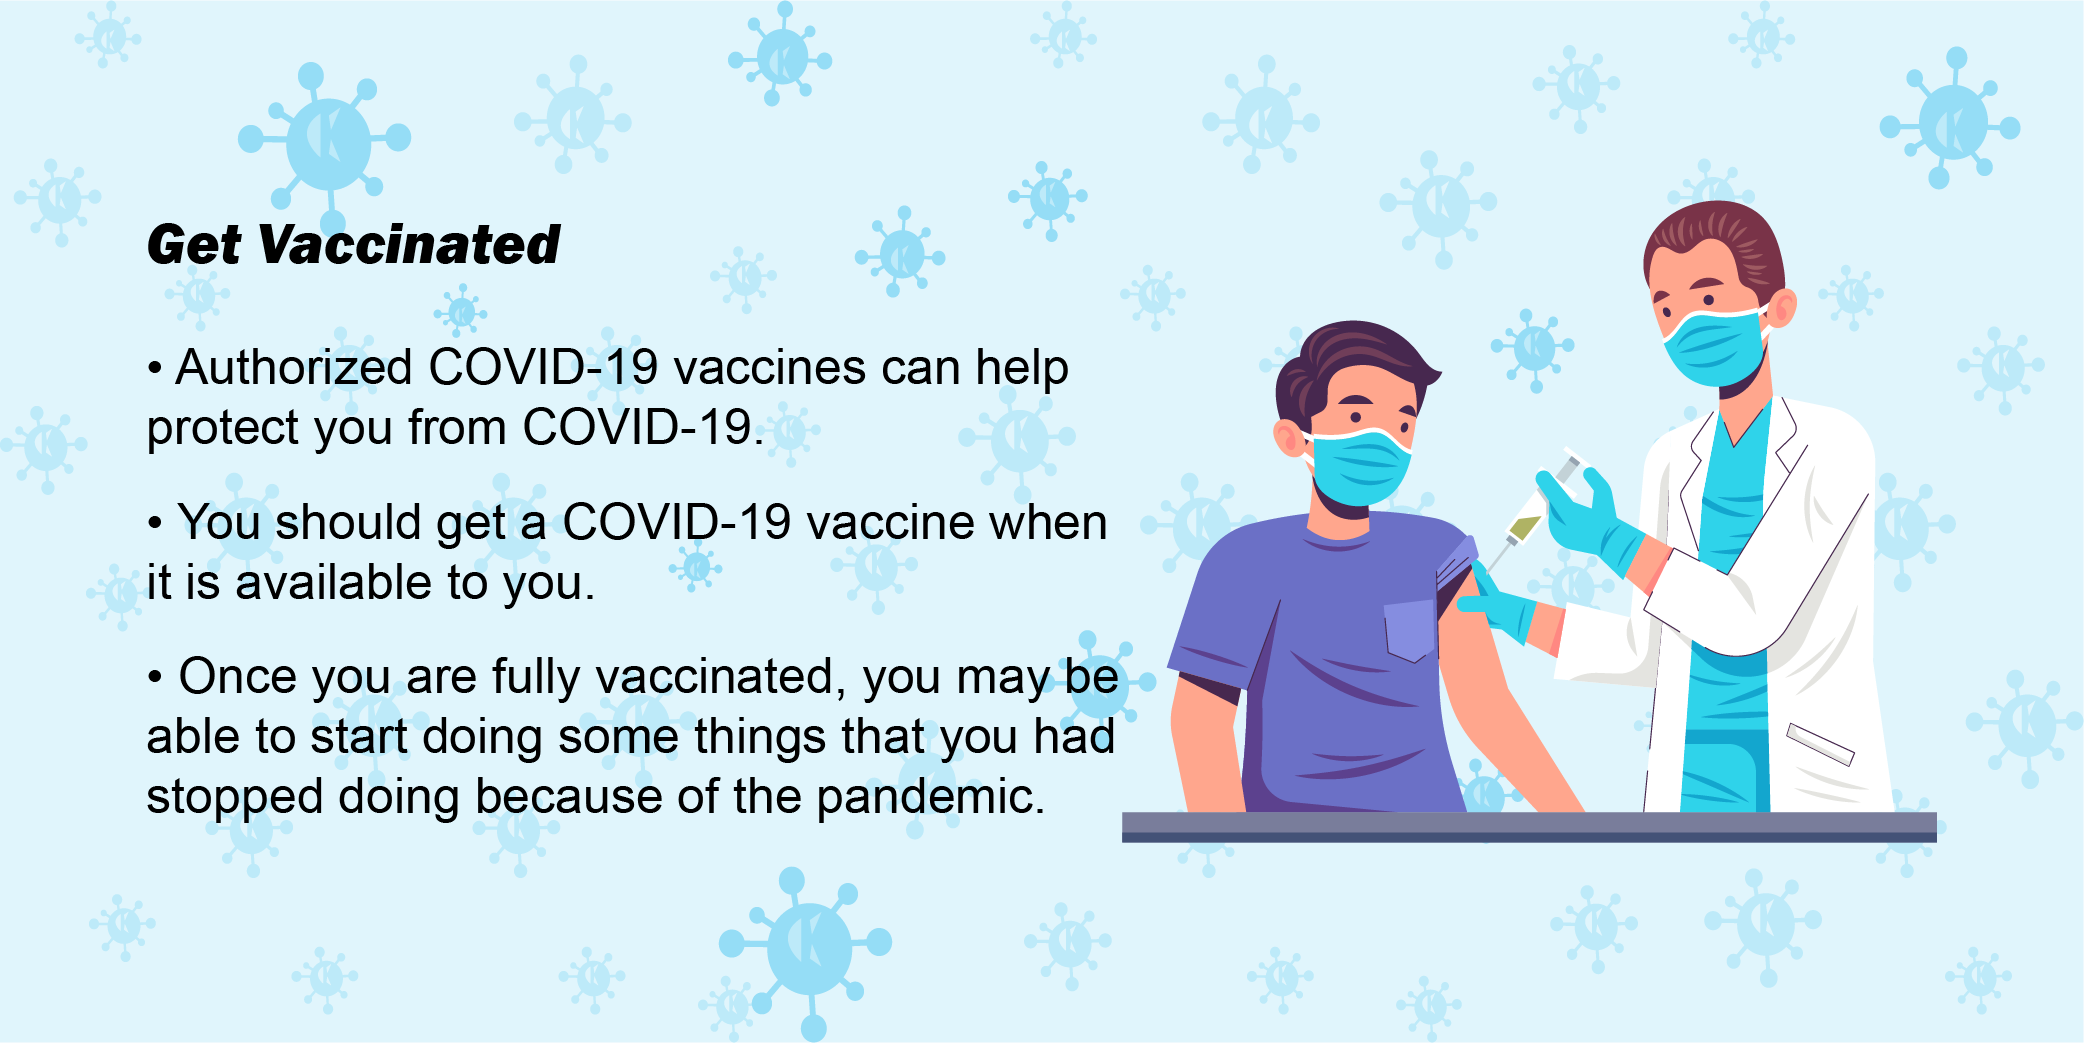 Get Vaccinated
• Authorized COVID-19 vaccines can help
protect you from COVID-19.
• You should get a COVID-19 vaccine when
it is available to you.
• Once you are fully vaccinated, you may be
able to start doing some things that you had
stopped doing because of the pandemic.